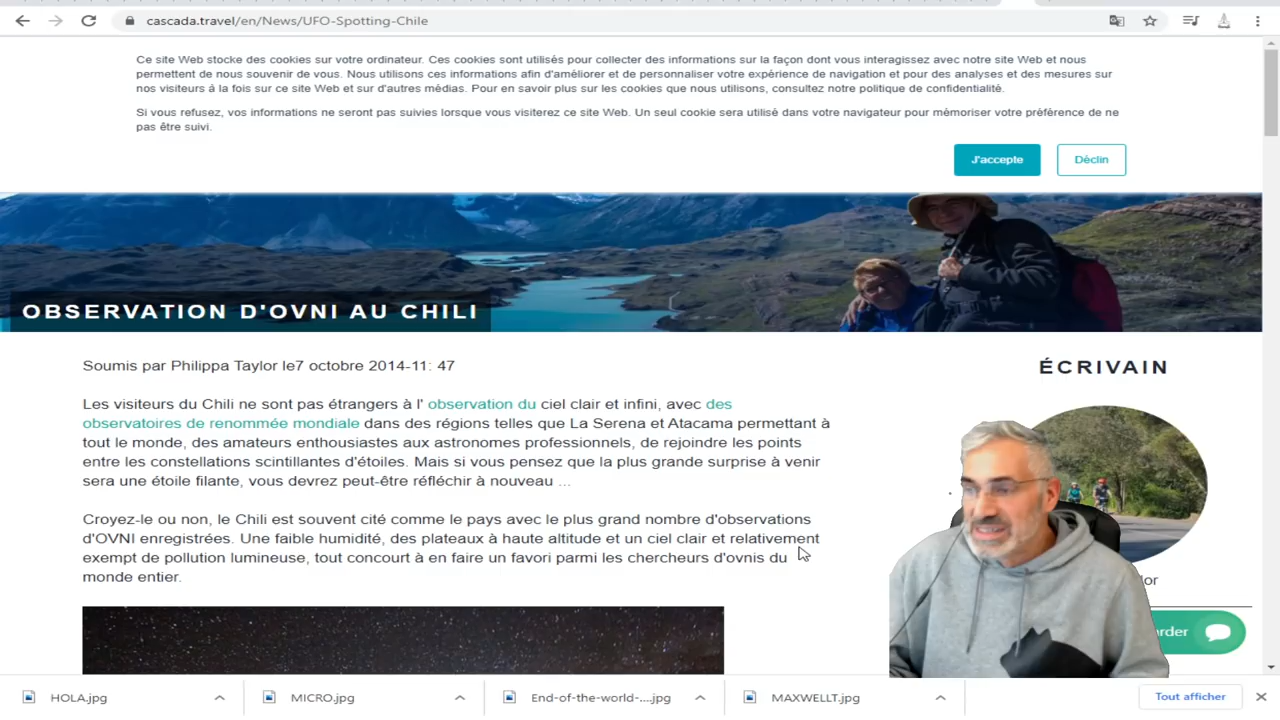 cascada.travel/en/News/UFO-Spotting-Chile
Ce site Web stocke des cookies sur votre ordinateur. Ces cookies sont utilisés pour collecter des informations sur la façon dont vous interagissez avec notre site Web et nous
permettent de nous souvenir de vous. Nous utilisons ces informations afin d'améliorer et de personnaliser votre expérience de navigation et pour des analyses et des mesures sur
nos visiteurs à la fois sur ce site Web et sur d'autres médias. Pour en savoir plus sur les cookies que nous utilisons, consultez notre politique de confidentialité.
Si vous refusez, vos informations ne seront pas suivies lorsque vous visiterez ce site Web. Un seul cookie sera utilisé dans votre navigateur pour mémoriser votre préférence de ne
pas être suivi.
J'accepte
Déclin
OBSERVATION D'OVNI AU CHILI
Soumis par Philippa Taylor le7 octobre 2014-11: 47
ÉCRIVAIN
Les visiteurs du Chili ne sont pas étrangers à l' observation du ciel clair et infini, avec des
observatoires de renommée mondiale dans des régions telles que La Serena et Atacama permettant à
tout le monde, des amateurs enthousiastes aux astronomes professionnels, de rejoindre les points
entre les constellations scintillantes d'étoiles. Mais si vous pensez que la plus grande surprise à venir
sera une étoile filante, vous devrez peut-être réfléchir à nouveau ...
Croyez-le ou non, le Chili est souvent cité comme le pays avec le plus grand nombre d'observations
d'OVNI enregistrées. Une faible humidité, des plateaux à haute altitude et un ciel clair et relativement
exempt de pollution lumineuse, tout concourt à en faire un favori parmi les chercheurs d'ovnis du
monde entier.
lor
rder
HOLA.jpg
MICRO.jpg
End-of-the-world-....jpg
MAXWELLT.jpg
Tout afficher